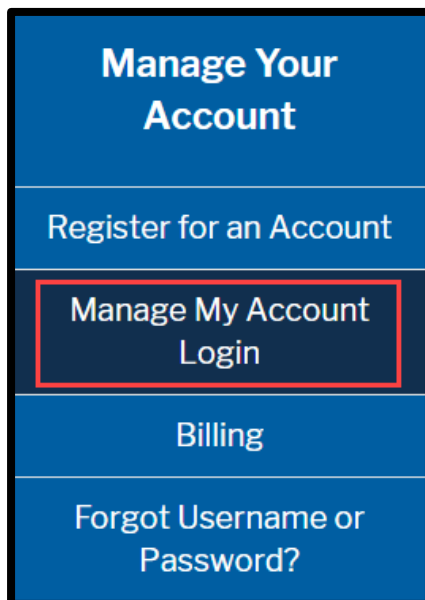 Manage Your
Account
Register for an Account
Manage My Account
Login
Billing
Forgot Username or
Password?